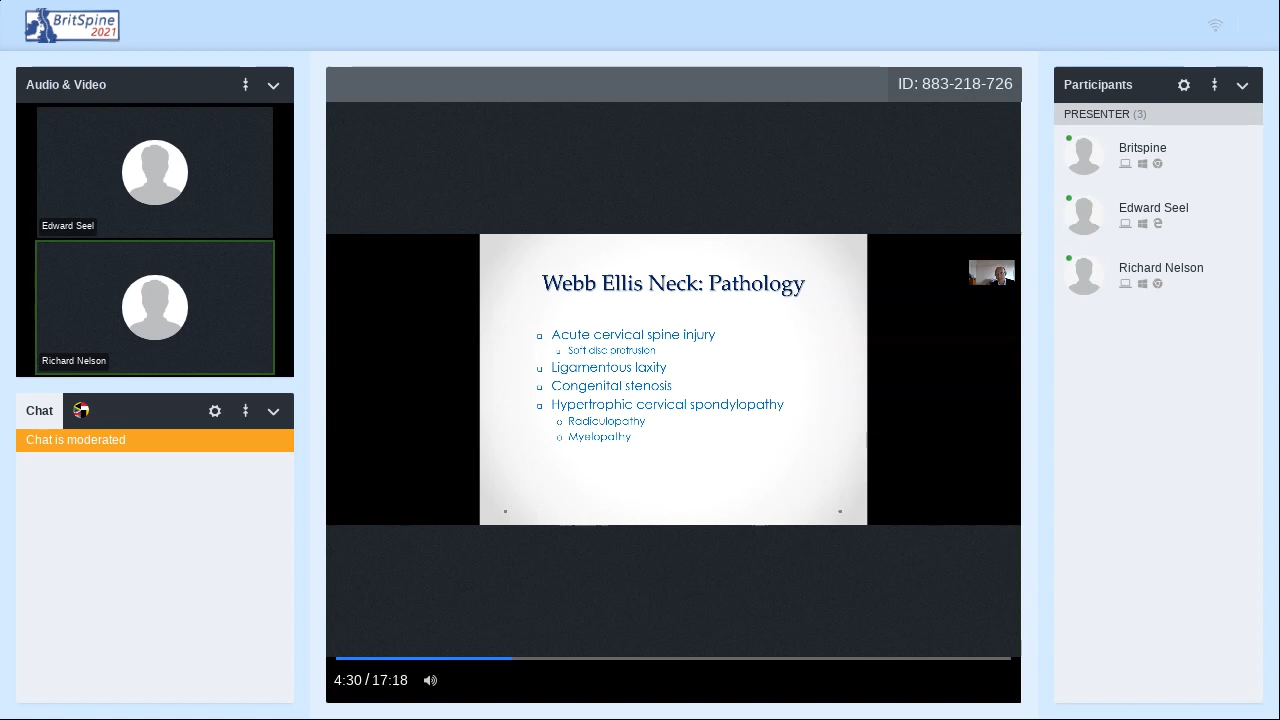 BritSpine
2021
Audio & Video
Edward Seel
Richard Nelson
Chat
Chat is moderated
ID: 883-218-726
Webb Ellis Neck: Pathology
Acute cervical spine injury
Soft disc protrusion
Ligamentous laxity
Congenital stenosis
Hypertrophic cervical spondylopathy
Radiculopathy
Myelopathy
4:30 / 17:18
Participants
PRESENTER (3)
Britspine
Edward Seel
Richard Nelson